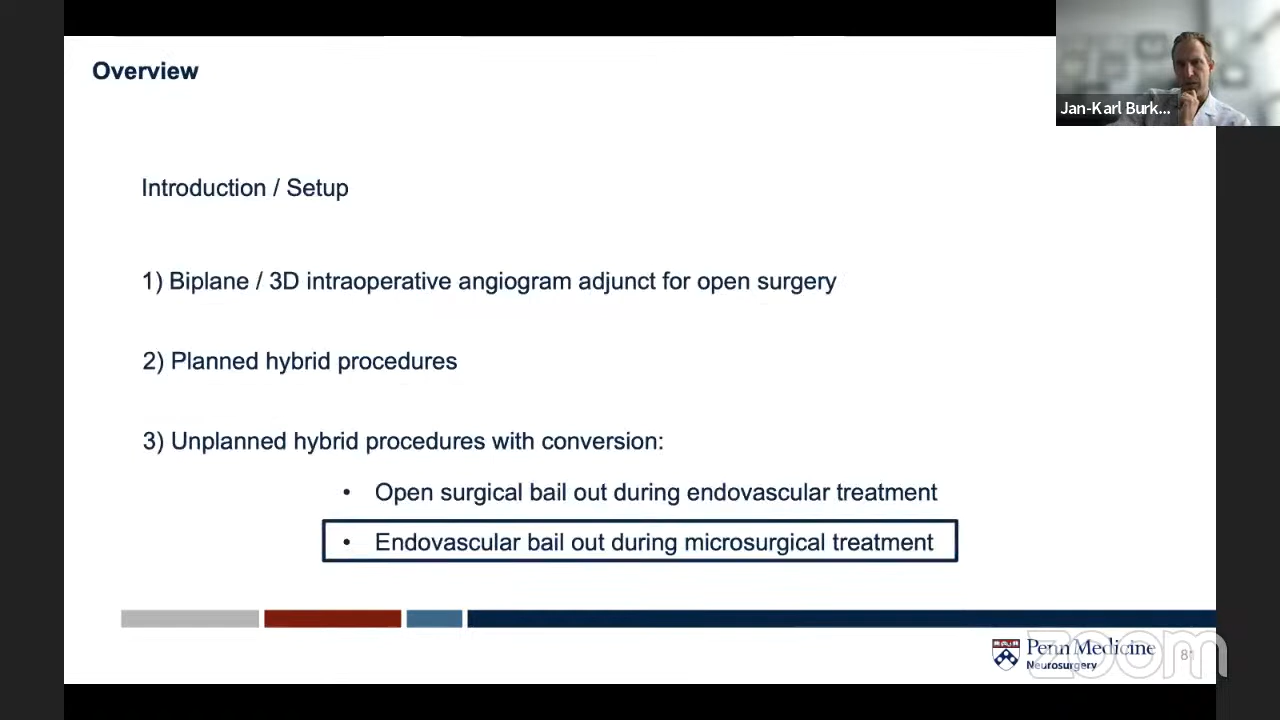 Overview
Jan-Karl Burk...
Introduction / Setup
1) Biplane / 3D intraoperative angiogram adjunct for open surgery
2) Planned hybrid procedures
3) Unplanned hybrid procedures with conversion:
• Open surgical bail out during endovascular treatment
• Endovascular bail out during microsurgical treatment
Penn Medicine
Neurosurgery
zoom